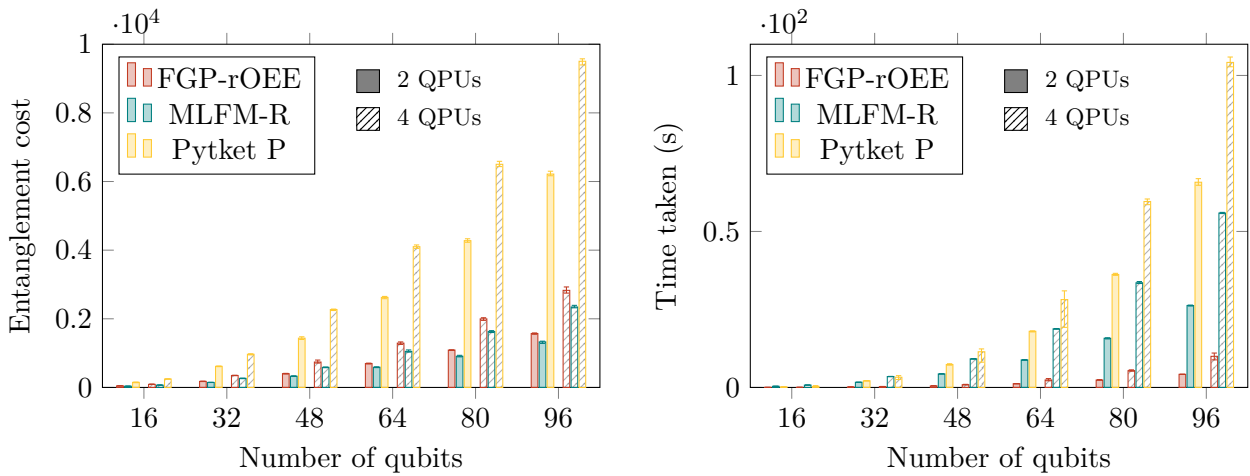 ·10^4
Entanglement cost
1
0.8
0.6
0.4
0.2
0
FGP-rOEE
MLFM-R
Pytket P
2 QPUs
4 QPUs
16 32 48 64 80 96
Number of qubits
·10^2
Time taken (s)
1
0.5
0
FGP-rOEE
MLFM-R
Pytket P
2 QPUs
4 QPUs
16 32 48 64 80 96
Number of qubits